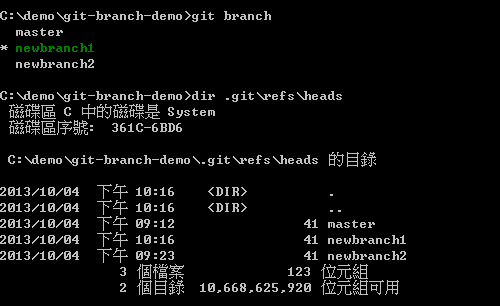 C:\demo\git-branch-demo>git branch
master
* newbranch1
newbranch2
C:\demo\git-branch-demo>dir .git\refs\heads
磁碟區 C 中的磁碟是 System
磁碟區序號:  361C-6BD6
C:\demo\git-branch-demo\.git\refs\heads 的目錄
2013/10/04  下午 10:16    <DIR>          .
2013/10/04  下午 10:16    <DIR>          ..
2013/10/04  下午 09:12                41 master
2013/10/04  下午 10:16                41 newbranch1
2013/10/04  下午 09:23                41 newbranch2
3 個檔案             123 位元組
2 個目錄  10,668,625,920 位元組可用